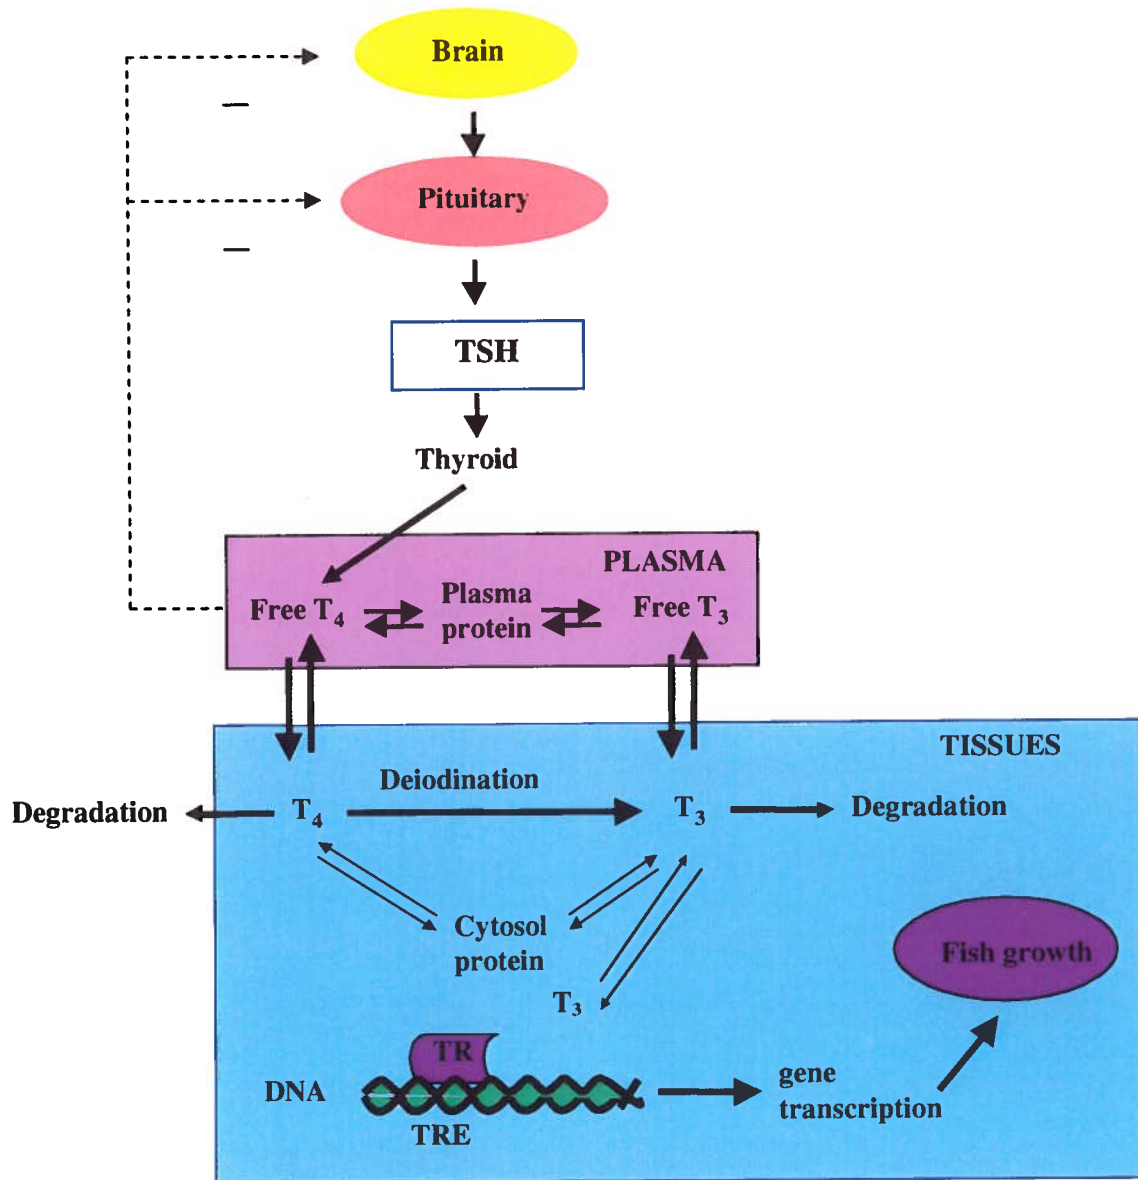 Brain
Pituitary
TSH
Thyroid
PLASMA
Free T₄
Plasma
protein
Free T₃
TISSUES
Deiodination
Degradation
T₄
T₃
Degradation
Cytosol
protein
Fish growth
T₃
TR
DNA
TRE
gene
transcription